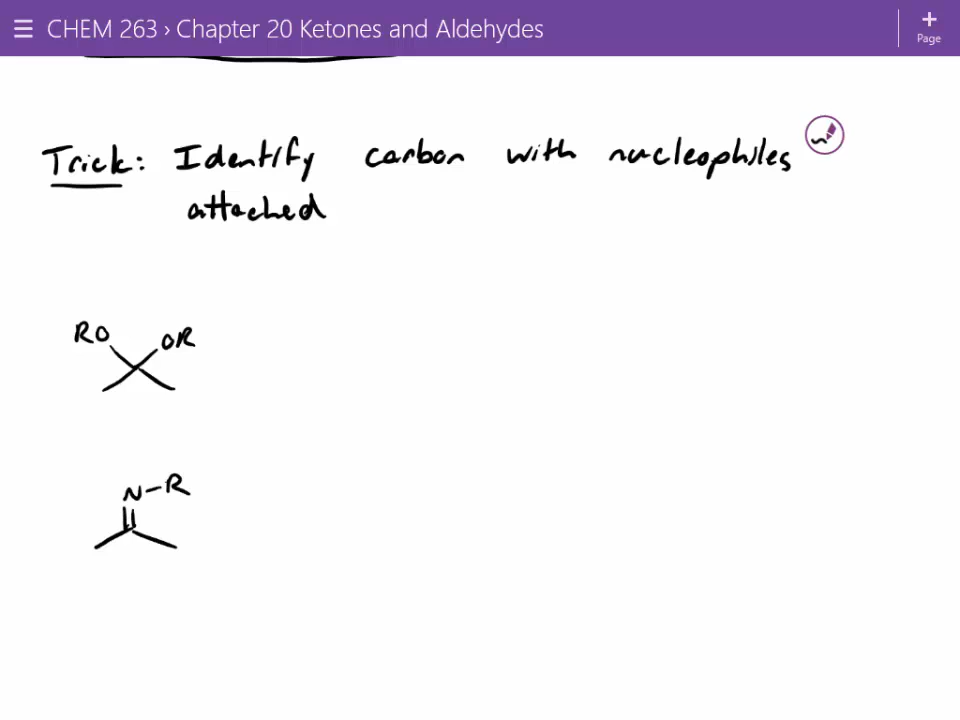 ☰ CHEM 263 › Chapter 20 Ketones and Aldehydes
+
Page
Trick: Identify carbon with nucleophiles
attached
RO OR
N-R